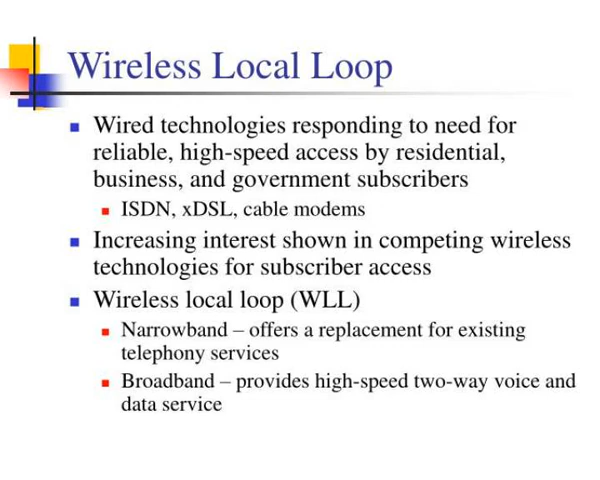 Wireless Local Loop
Wired technologies responding to need for
reliable, high-speed access by residential,
business, and government subscribers
ISDN, xDSL, cable modems
Increasing interest shown in competing wireless
technologies for subscriber access
Wireless local loop (WLL)
Narrowband – offers a replacement for existing
telephony services
Broadband – provides high-speed two-way voice and
data service